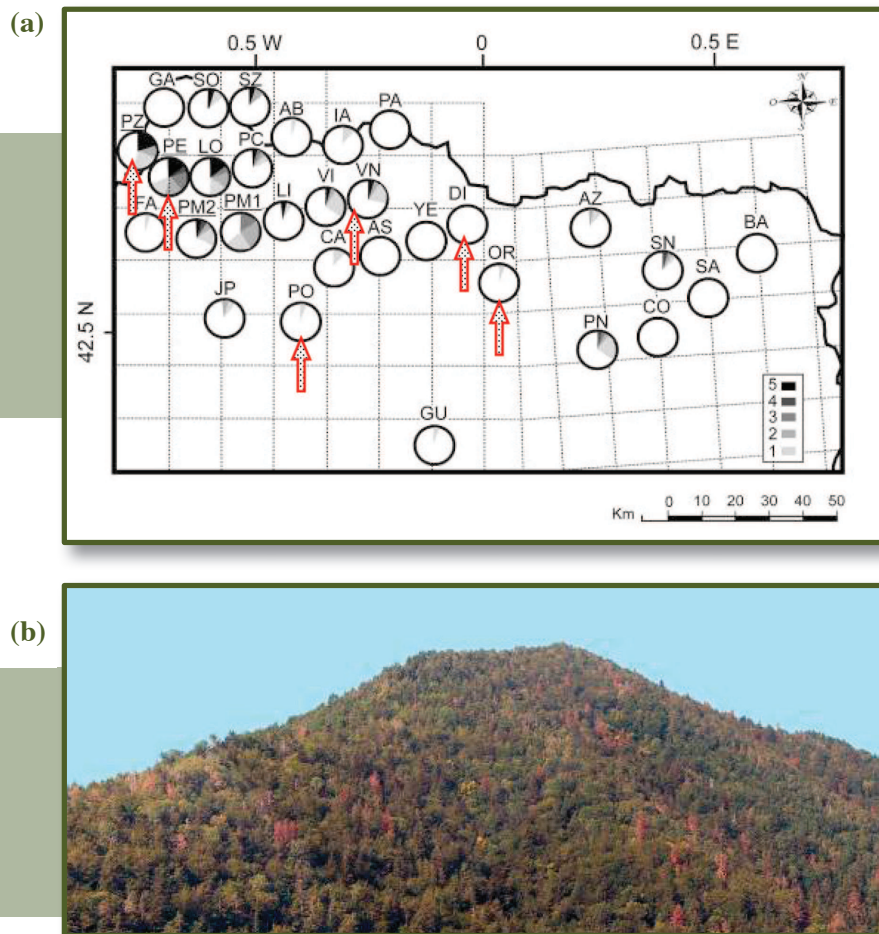 (a)
0.5 W 0 0.5 E
GA SO SZ
AB IA PA
PZ PE LO PC
N
O E
FA PM2 PM1 LI VI VN
CA AS YE DI
AZ
SN BA
OR SA
JP PO
PN CO
42.5 N
GU
5
4
3
2
1
Km 0 10 20 30 40 50
(b)